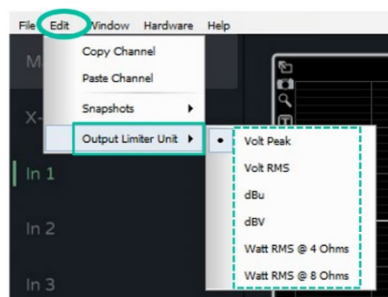 File Edit Window Hardware Help
Copy Channel
Paste Channel
Snapshots
X-
Output Limiter Unit
Volt Peak
In 1
Volt RMS
dBu
In 2
dBV
Watt RMS @ 4 Ohms
In 3
Watt RMS @ 8 Ohms